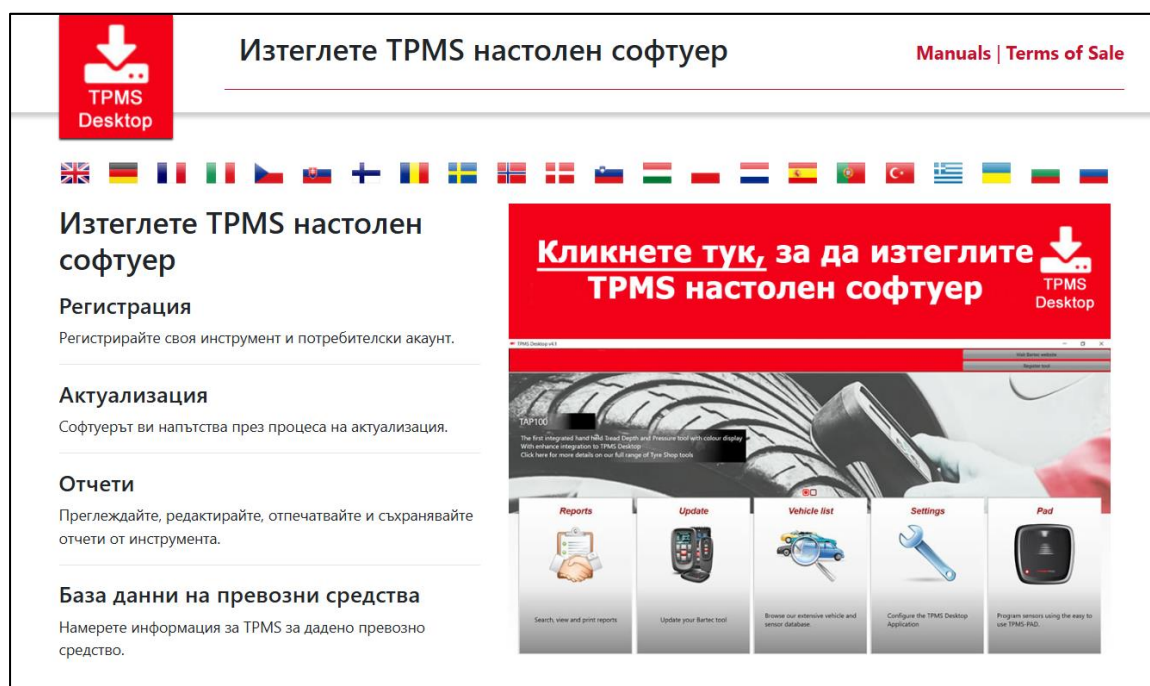 TPMS
Desktop
Изтеглете TPMS настолен софтуер
Manuals | Terms of Sale
Изтеглете TPMS настолен
софтуер
Регистрация
Регистрирайте своя инструмент и потребителски акаунт.
Актуализация
Софтуерът ви напътства през процеса на актуализация.
Отчети
Преглеждайте, редактирайте, отпечатвайте и съхранявайте
отчети от инструмента.
База данни на превозни средства
Намерете информация за TPMS за дадено превозно
средство.
Кликнете тук, за да изтеглите
TPMS настолен софтуер
TPMS
Desktop
TPMS Desktop v4.1
Visit Bartec website
Register tool
TAP100
The first integrated hand held Tread Depth and Pressure tool with colour display
With enhance integration to TPMS Desktop
Click here for more details on our full range of Tyre Shop tools
Reports
Search, view and print reports
Update
Update your Bartec tool
Vehicle list
Browse our extensive vehicle and
sensor database.
Settings
Configure the TPMS Desktop
Application
Pad
Program sensors using the easy to
use TPMS-PAD.